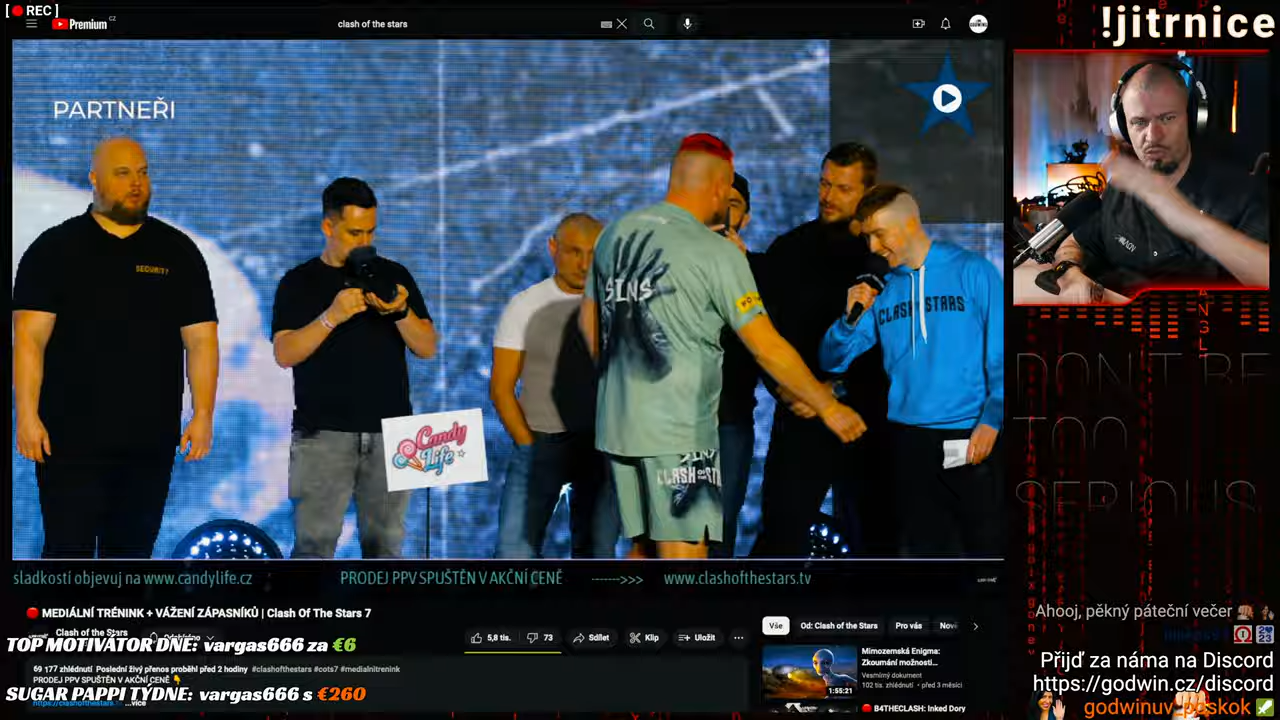 [ REC ]
Premium CZ
clash of the stars
!jitrnice
PARTNEŘI
SECURITY
SINS
CLASH STARS
Candy
Life
SINS
sladkostí objevuj na www.candylife.cz PRODEJ PPV SPUŠTĚN V AKČNÍ CENĚ ------->>> www.clashofthestars.tv
MEDIÁLNÍ TRÉNINK + VÁŽENÍ ZÁPASNÍKŮ | Clash Of The Stars 7
Clash of the Stars
TOP MOTIVÁTOR DNE: vargas666 za €6
5,8 tis. 73 Sdílet Klip Uložit
69 177 zhlédnutí Poslední živý přenos proběhl před 2 hodiny #clashofthestars #cots7 #medialnitrenink
PRODEJ PPV SPUŠTĚN V AKČNÍ CENĚ
SUGAR PAPPI TÝDNE: vargas666 s €260
...více
Vše Od: Clash of the Stars Pro vás
Mimozemská Enigma:
Zkoumání možností...
Vesmírný dokument
102 tis. zhlédnutí • před 3 měsíci
1:55:21
B4THECLASH: Inked Dory
DON'T BE
TOO
SERIOUS
Ahooj, pěkný páteční večer
Přijď za náma na Discord
https://godwin.cz/discord
godwinuv_poskok